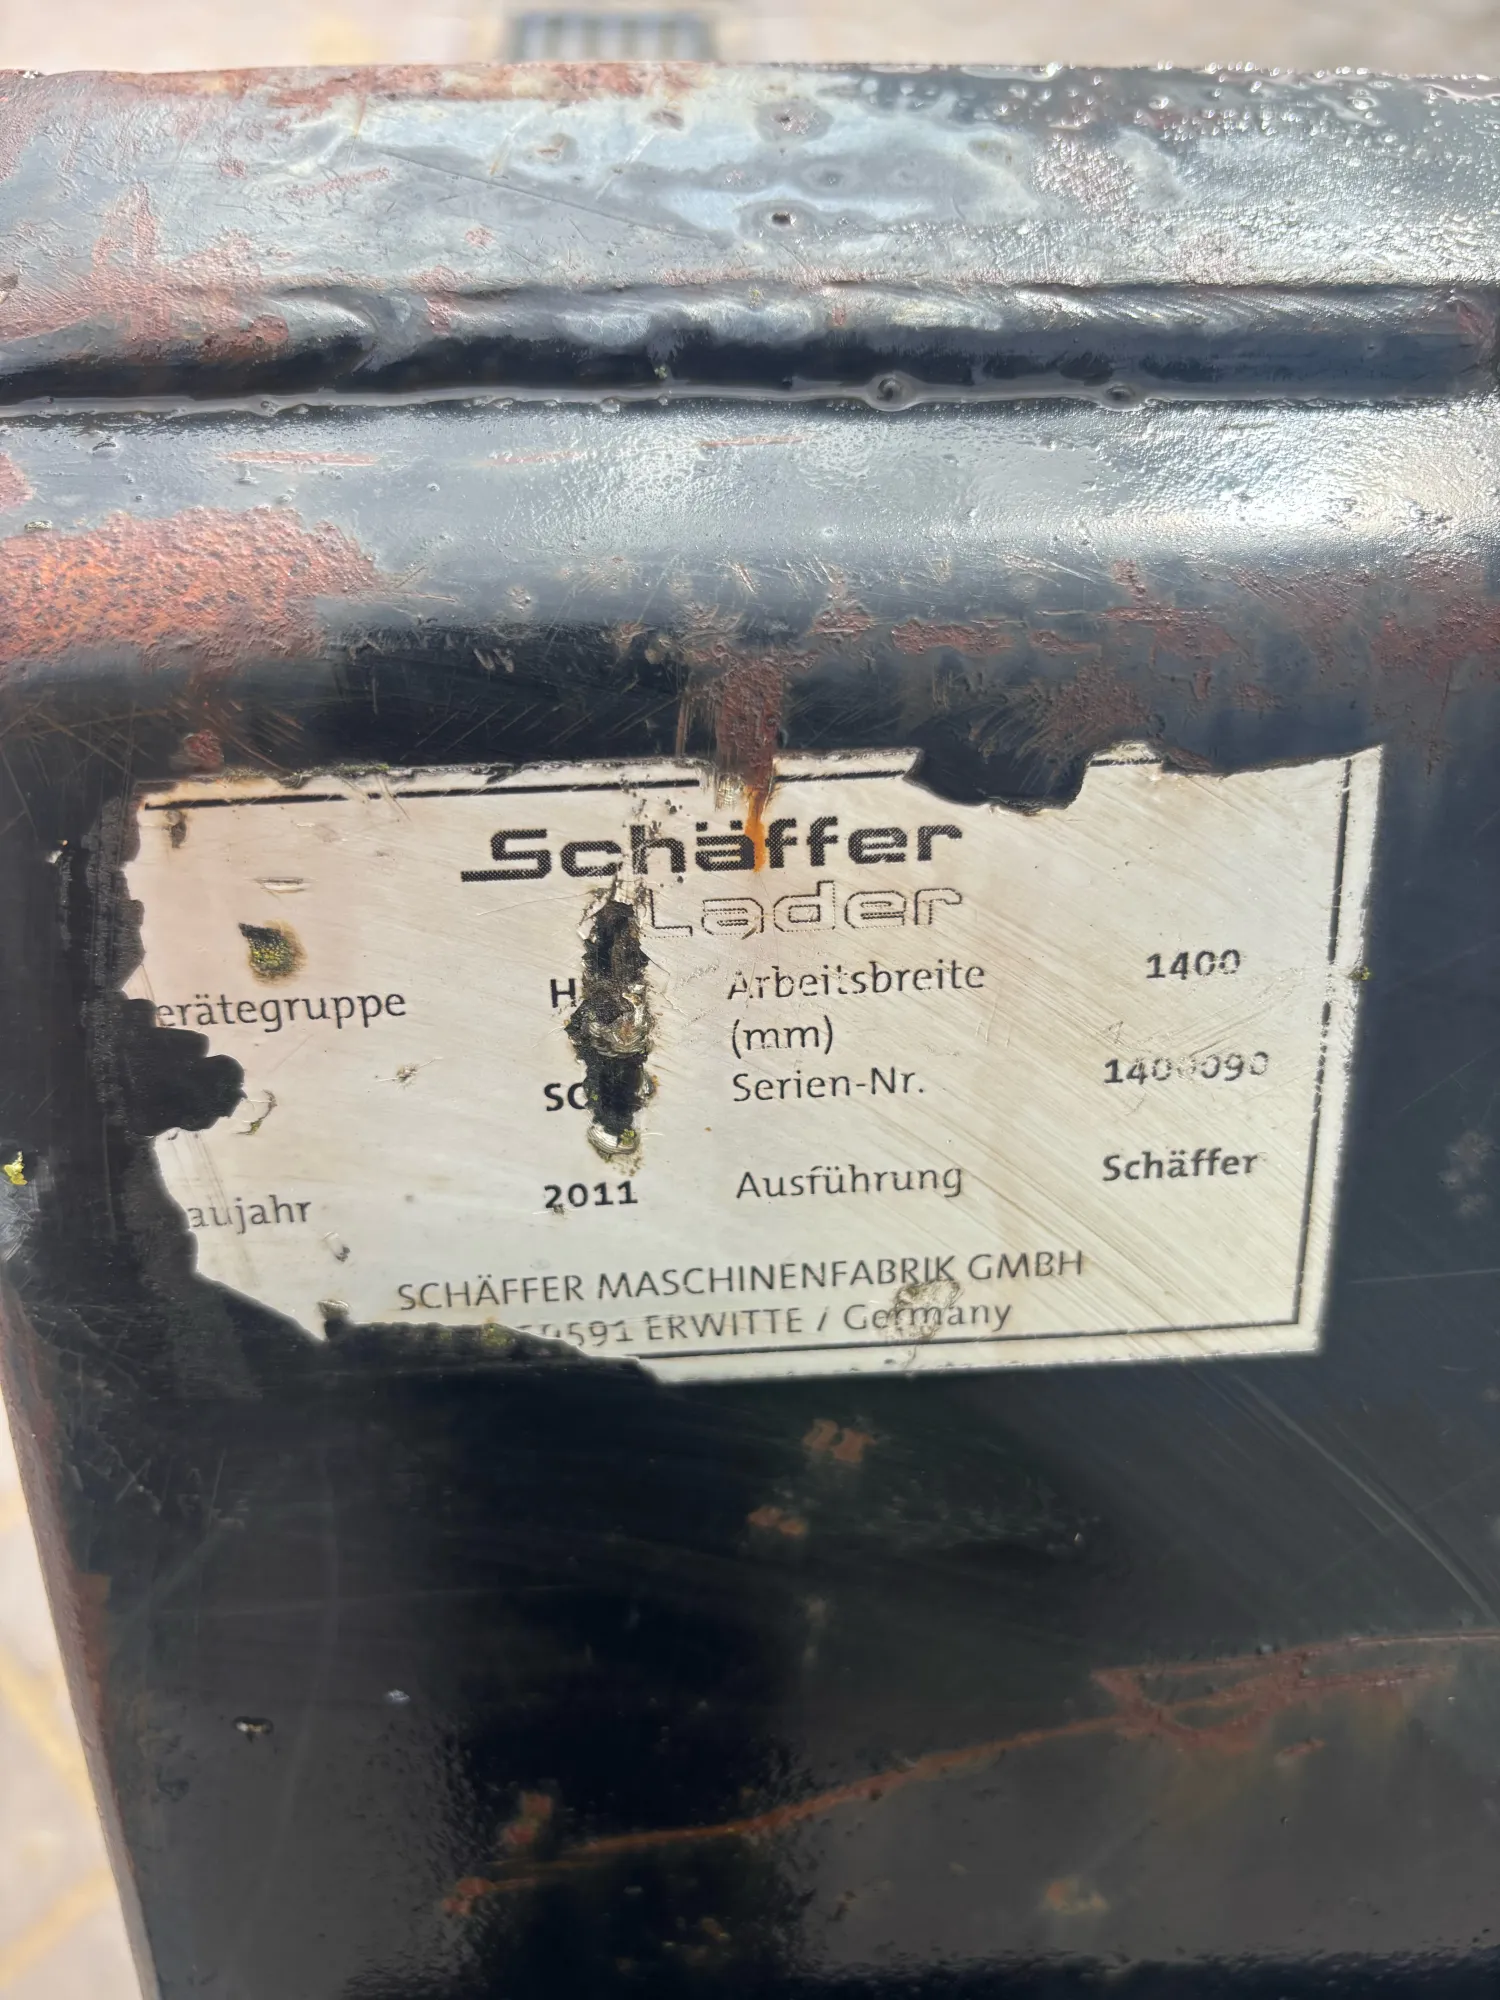 Schäffer
Lader
erätegruppe
Arbeitsbreite 1400
(mm)
Serien-Nr.
aujahr 2011 Ausführung Schäffer
SCHÄFFER MASCHINENFABRIK GMBH
ERWITTE / Germany